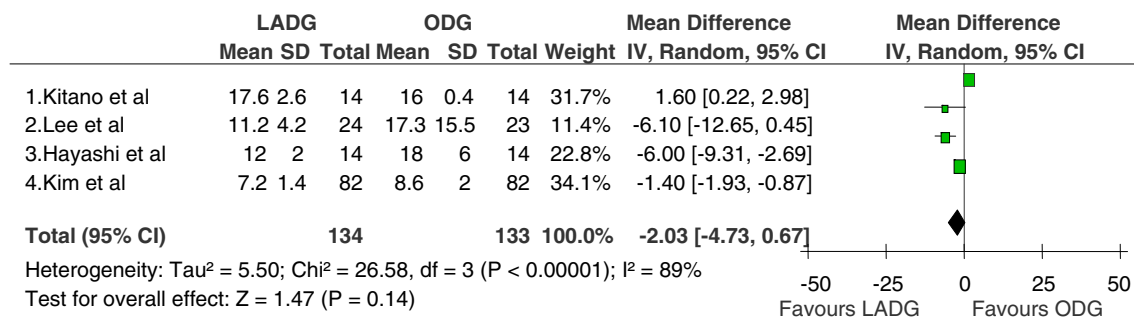 LADG ODG Mean Difference Mean Difference
Mean SD Total Mean SD Total Weight IV, Random, 95% CI IV, Random, 95% CI
1.Kitano et al 17.6 2.6 14 16 0.4 14 31.7% 1.60 [0.22, 2.98]
2.Lee et al 11.2 4.2 24 17.3 15.5 23 11.4% -6.10 [-12.65, 0.45]
3.Hayashi et al 12 2 14 18 6 14 22.8% -6.00 [-9.31, -2.69]
4.Kim et al 7.2 1.4 82 8.6 2 82 34.1% -1.40 [-1.93, -0.87]
Total (95% CI) 134 133 100.0% -2.03 [-4.73, 0.67]
Heterogeneity: Tau² = 5.50; Chi² = 26.58, df = 3 (P < 0.00001); I² = 89%
Test for overall effect: Z = 1.47 (P = 0.14)
-50 -25 0 25 50
Favours LADG Favours ODG